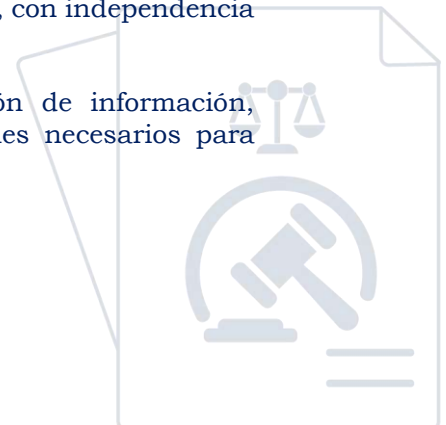 , con independencia
ón de información,
es necesarios para